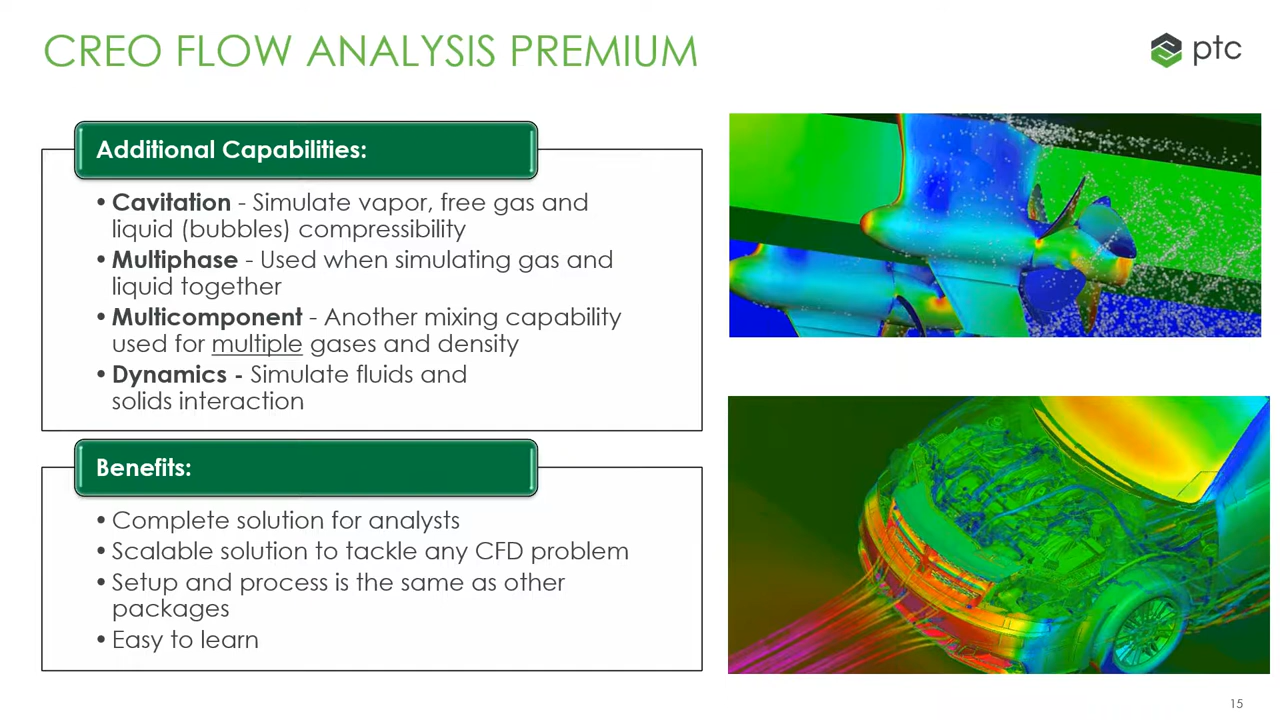 CREO FLOW ANALYSIS PREMIUM
ptc
Additional Capabilities:
• Cavitation - Simulate vapor, free gas and
liquid (bubbles) compressibility
• Multiphase - Used when simulating gas and
liquid together
• Multicomponent - Another mixing capability
used for multiple gases and density
• Dynamics - Simulate fluids and
solids interaction
Benefits:
• Complete solution for analysts
• Scalable solution to tackle any CFD problem
• Setup and process is the same as other
packages
• Easy to learn
15